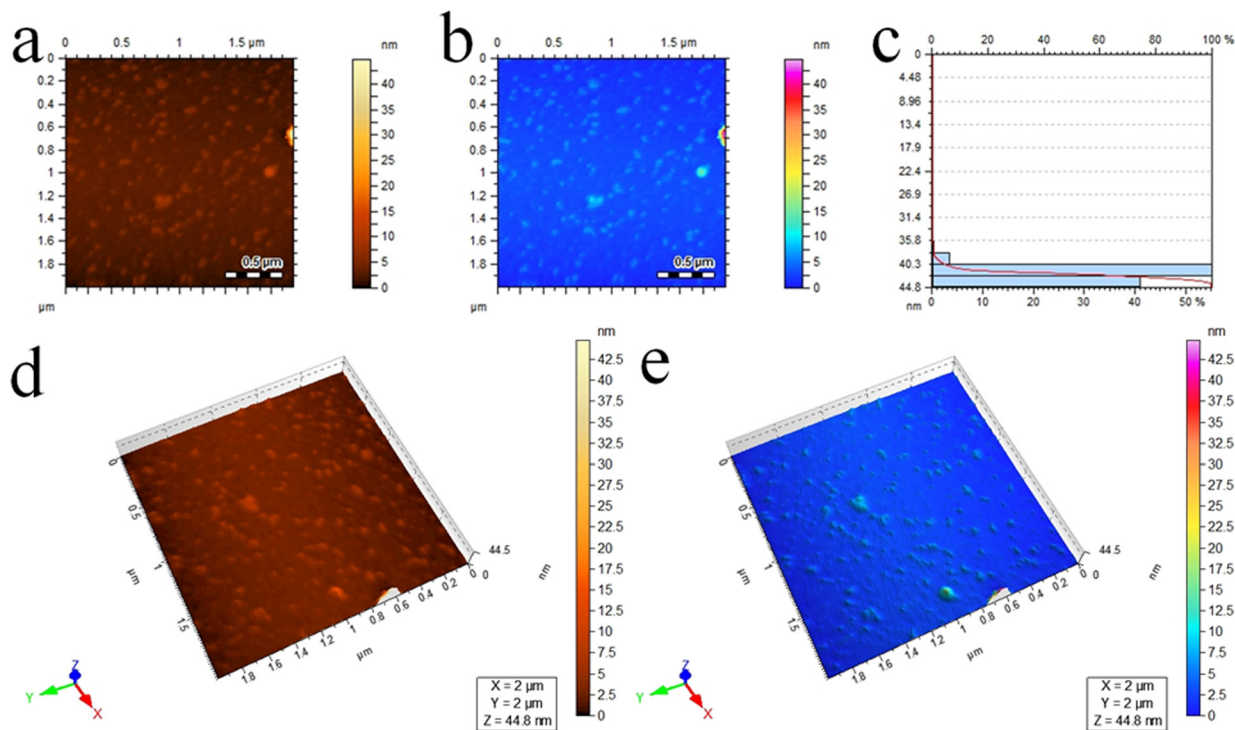 a
0 0.5 1 1.5 µm
nm
0
0.2
0.4
0.6
0.8
1
1.2
1.4
1.6
1.8
µm
0.5 µm
40
35
30
25
20
15
10
5
0
b
0 0.5 1 1.5 µm
nm
0
0.2
0.4
0.6
0.8
1
1.2
1.4
1.6
1.8
µm
0.5 µm
40
35
30
25
20
15
10
5
0
c
0 20 40 60 80 100 %
0
4.48
8.96
13.4
17.9
22.4
26.9
31.4
35.8
40.3
44.8
nm
0 10 20 30 40 50 %
d
0
0.5
1
1.5
µm
1.8 1.6 1.4 1.2 1 0.8 0.6 0.4 0.2 0
µm
44.5
0
nm
Z
Y
X
X = 2 µm
Y = 2 µm
Z = 44.8 nm
nm
42.5
40
37.5
35
32.5
30
27.5
25
22.5
20
17.5
15
12.5
10
7.5
5
2.5
0
e
0
0.5
1
1.5
µm
1.8 1.6 1.4 1.2 1 0.8 0.6 0.4 0.2 0
µm
44.5
0
nm
Z
Y
X
X = 2 µm
Y = 2 µm
Z = 44.8 nm
nm
42.5
40
37.5
35
32.5
30
27.5
25
22.5
20
17.5
15
12.5
10
7.5
5
2.5
0